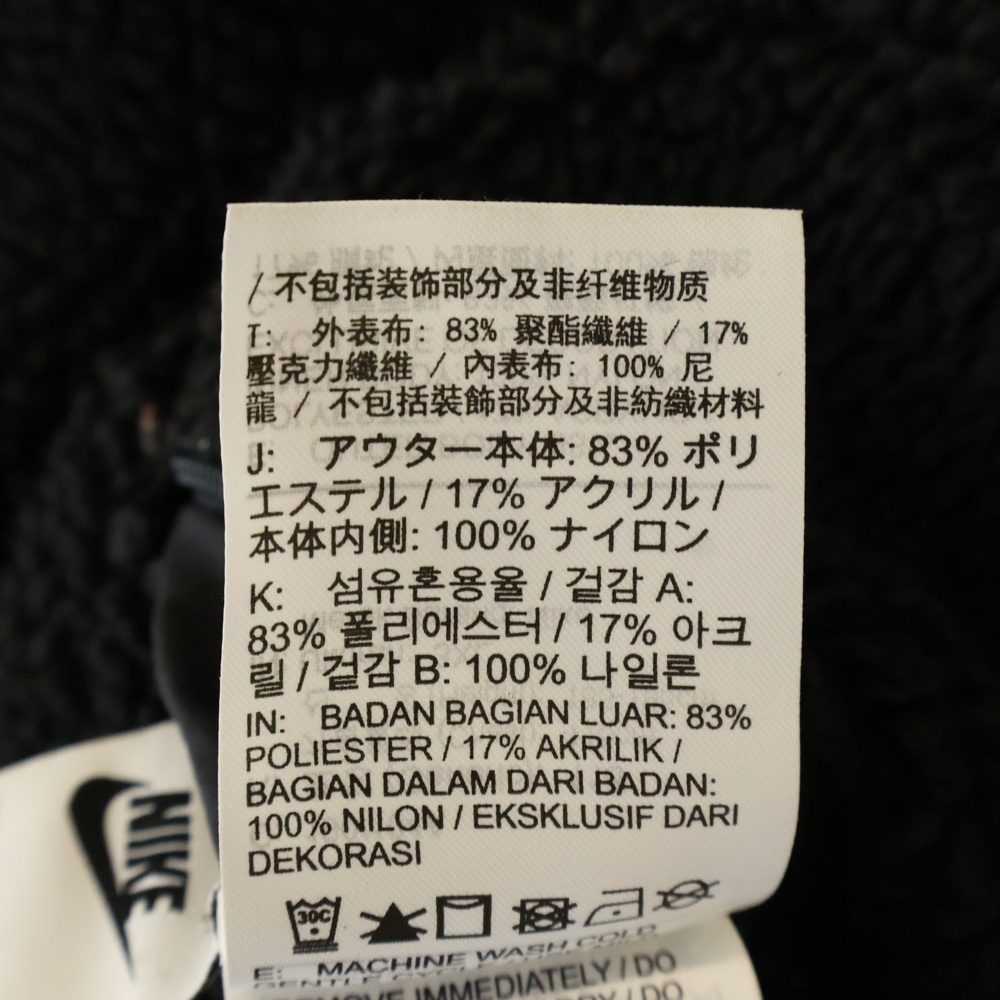 / 不包括装饰部分及非纤维物质
T: 外表布: 83% 聚酯纖維 / 17%
壓克力纖維 / 內表布: 100% 尼
龍 / 不包括裝飾部分及非紡織材料
J: アウター本体: 83% ポリ
エステル / 17% アクリル /
本体内側: 100% ナイロン
K: 섬유혼용율 / 겉감 A:
83% 폴리에스터 / 17% 아크
릴 / 겉감 B: 100% 나일론
IN: BADAN BAGIAN LUAR: 83%
POLIESTER / 17% AKRILIK /
BAGIAN DALAM DARI BADAN:
100% NILON / EKSKLUSIF DARI
DEKORASI
30C
E: MACHINE WASH COLD
IMMEDIATELY / DO
NIKE